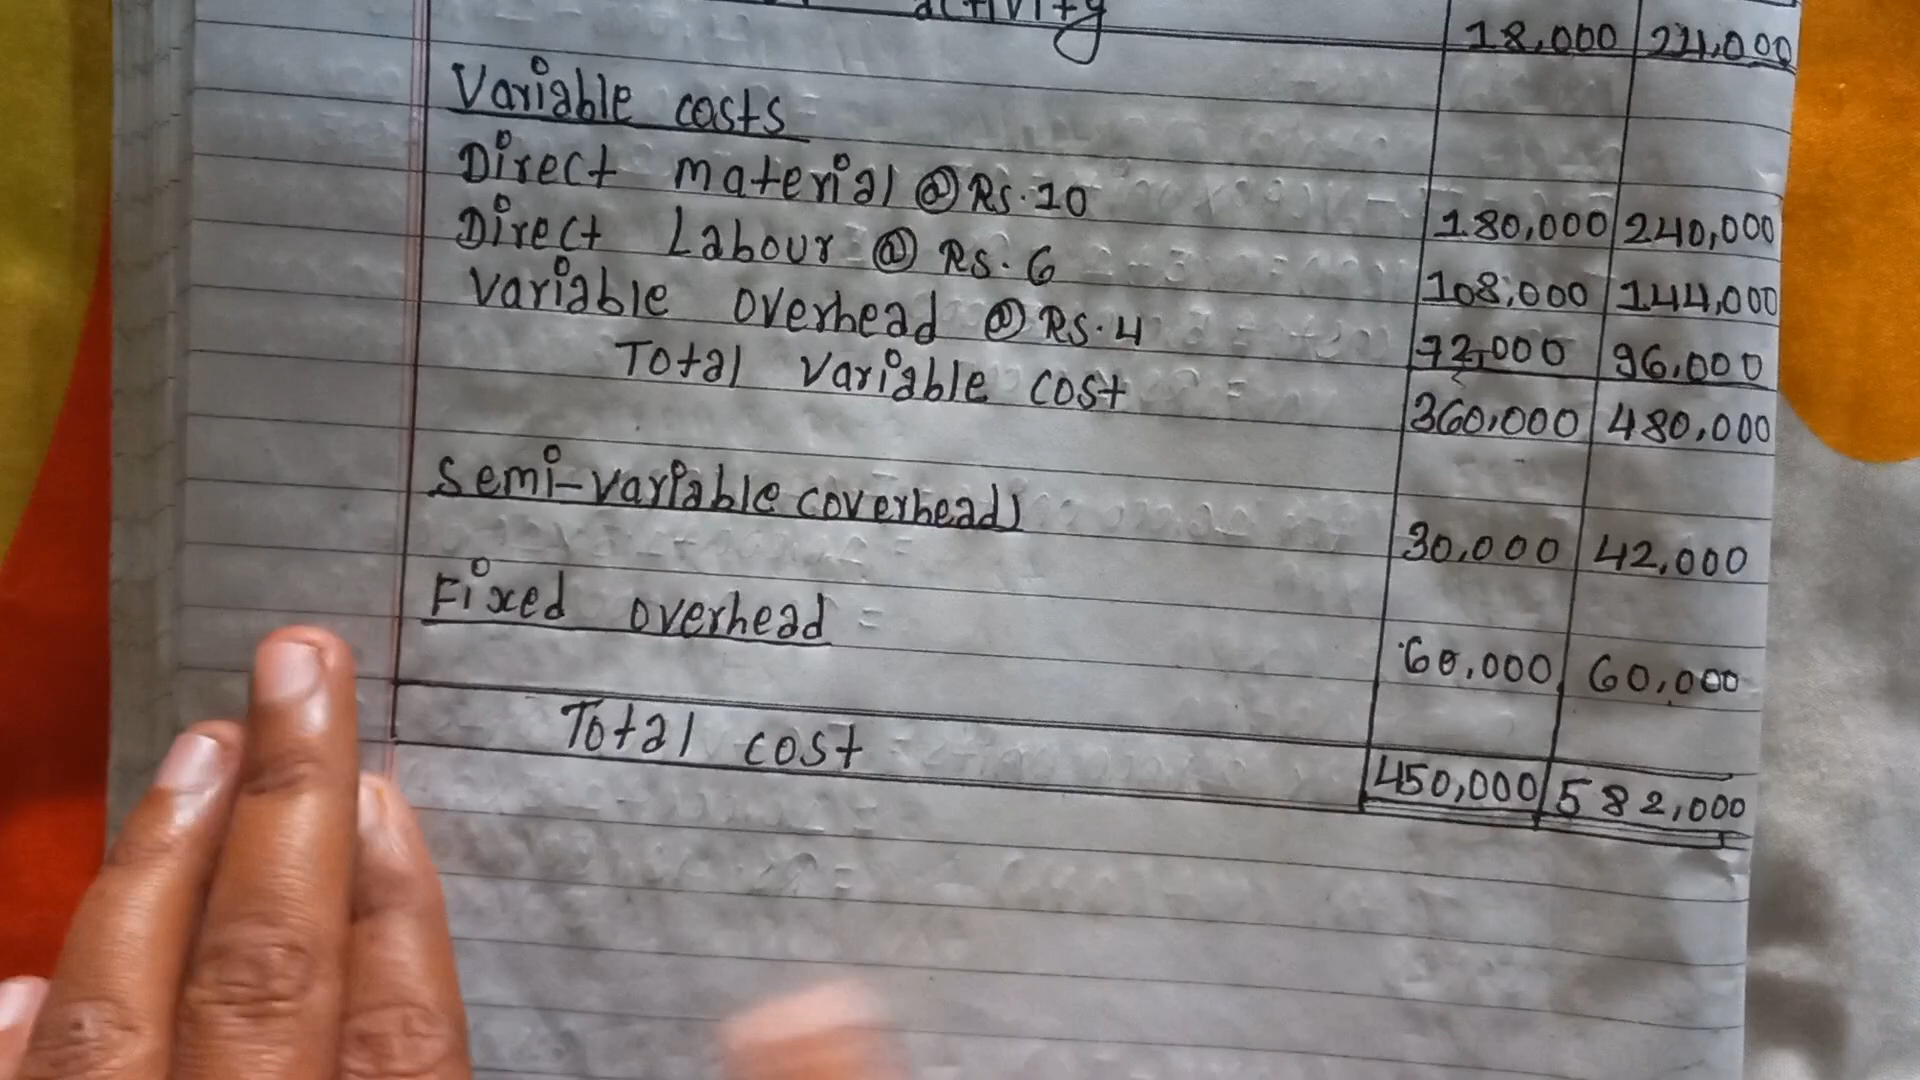 activity 18,000 24,000
Variable costs
Direct material @ Rs. 10 180,000 240,000
Direct Labour @ Rs. 6 108,000 144,000
Variable overhead @ Rs. 4 72,000 96,000
Total variable cost 360,000 480,000
Semi-variable (overhead) 30,000 42,000
Fixed overhead = 60,000 60,000
Total cost 450,000 582,000